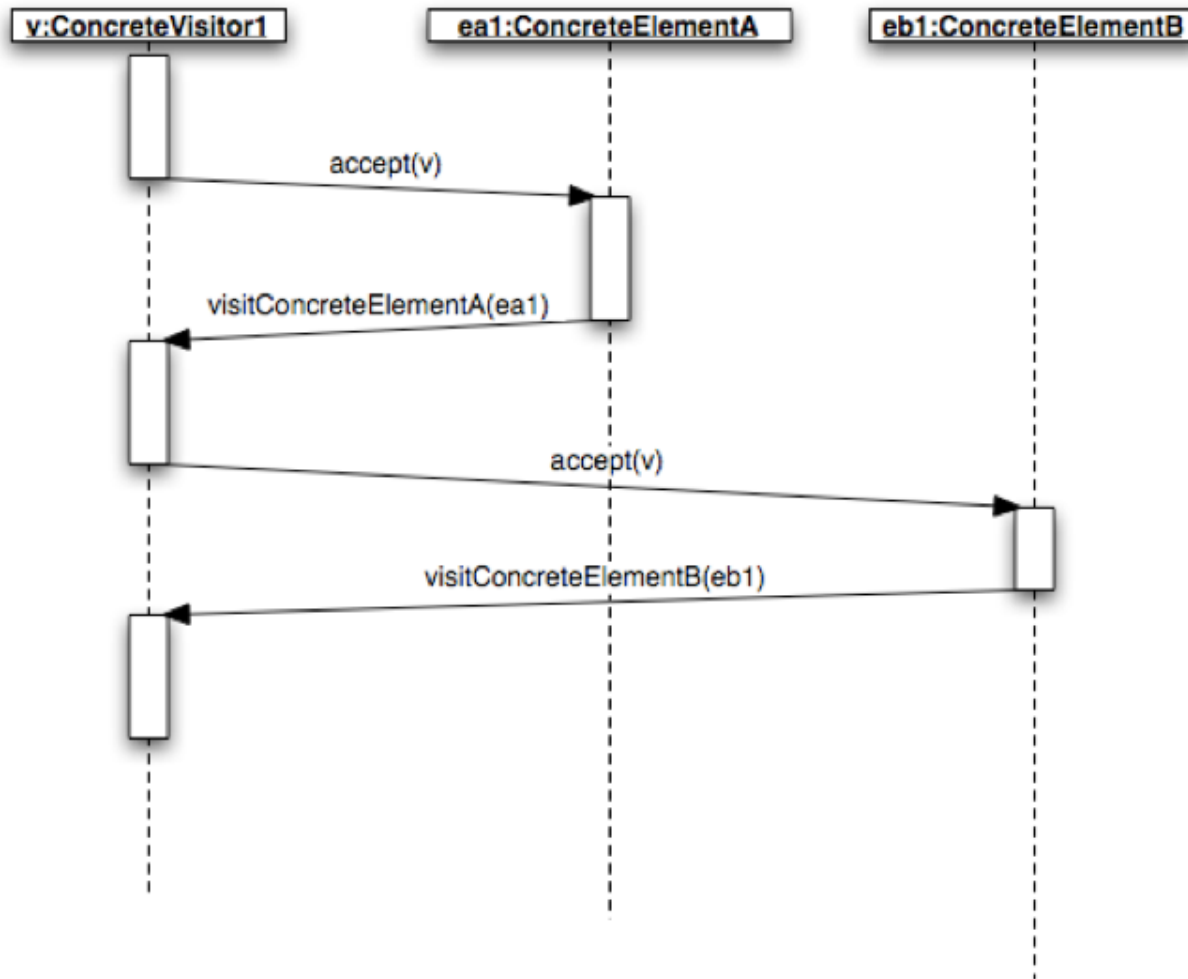 v:ConcreteVisitor1
ea1:ConcreteElementA
eb1:ConcreteElementB
accept(v)
visitConcreteElementA(ea1)
accept(v)
visitConcreteElementB(eb1)